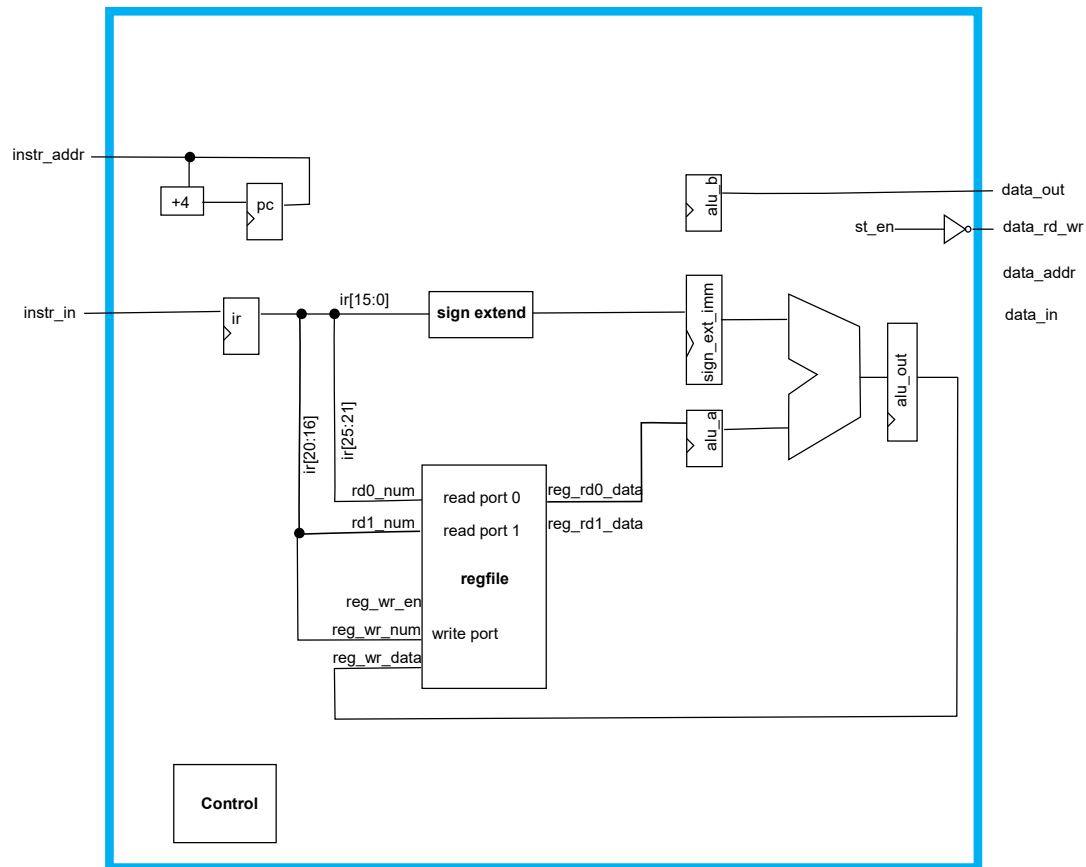 instr_addr
+4
pc
alu_b
data_out
st_en
data_rd_wr
data_addr
instr_in
ir
ir[15:0]
sign extend
sign_ext_imm
data_in
alu_out
ir[20:16]
ir[25:21]
alu_a
rd0_num
read port 0
reg_rd0_data
rd1_num
read port 1
reg_rd1_data
regfile
reg_wr_en
reg_wr_num
write port
reg_wr_data
Control